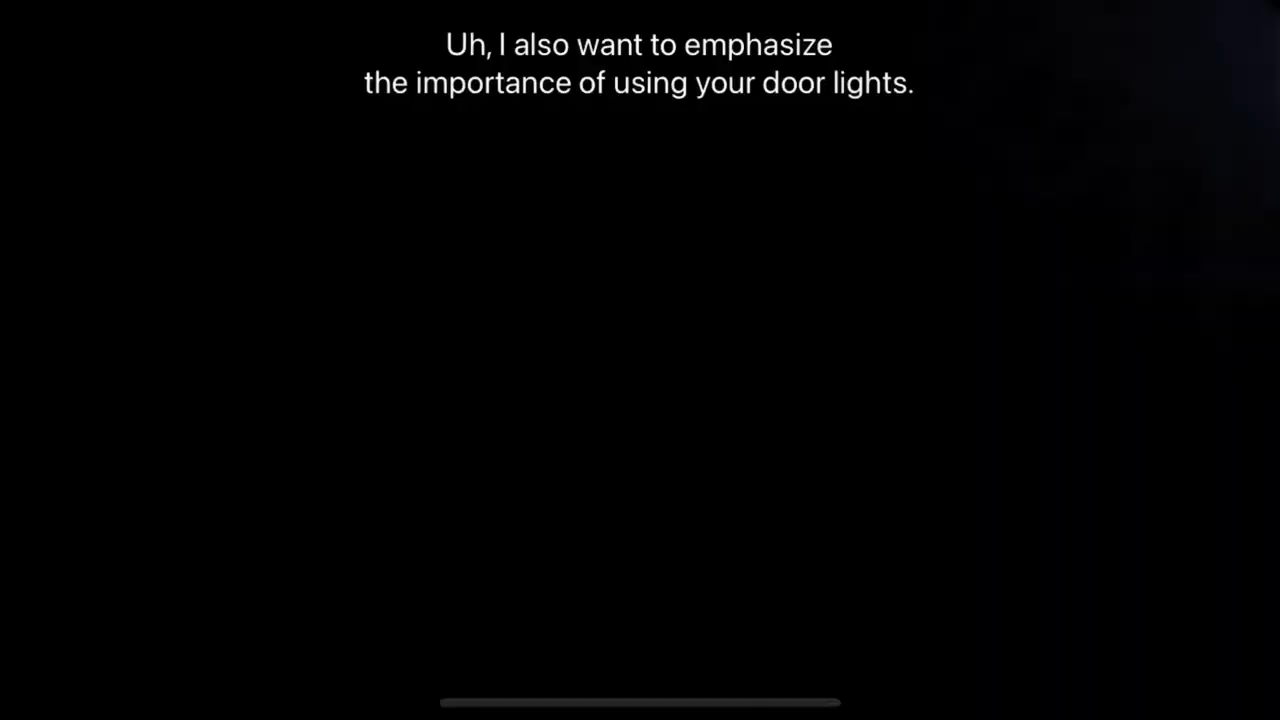 Uh, I also want to emphasize
the importance of using your door lights.